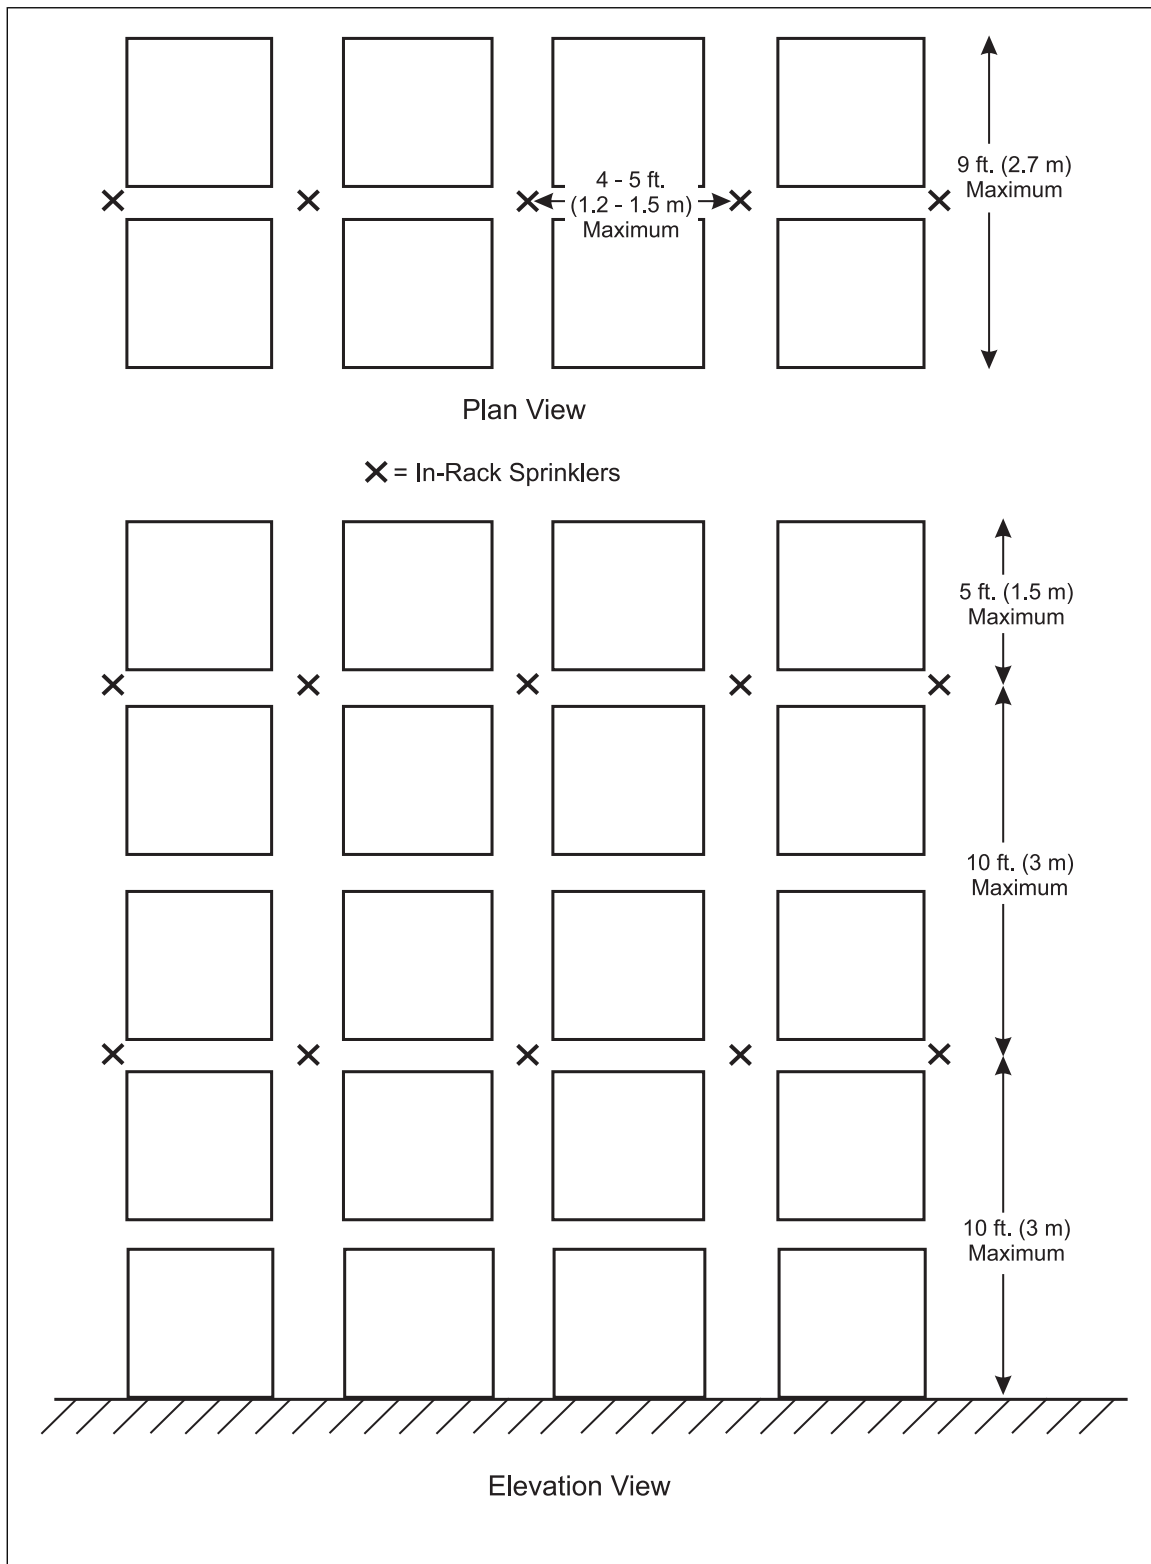 4 - 5 ft.
(1.2 - 1.5 m)
Maximum
9 ft. (2.7 m)
Maximum
Plan View
= In-Rack Sprinklers
5 ft. (1.5 m)
Maximum
10 ft. (3 m)
Maximum
10 ft. (3 m)
Maximum
Elevation View